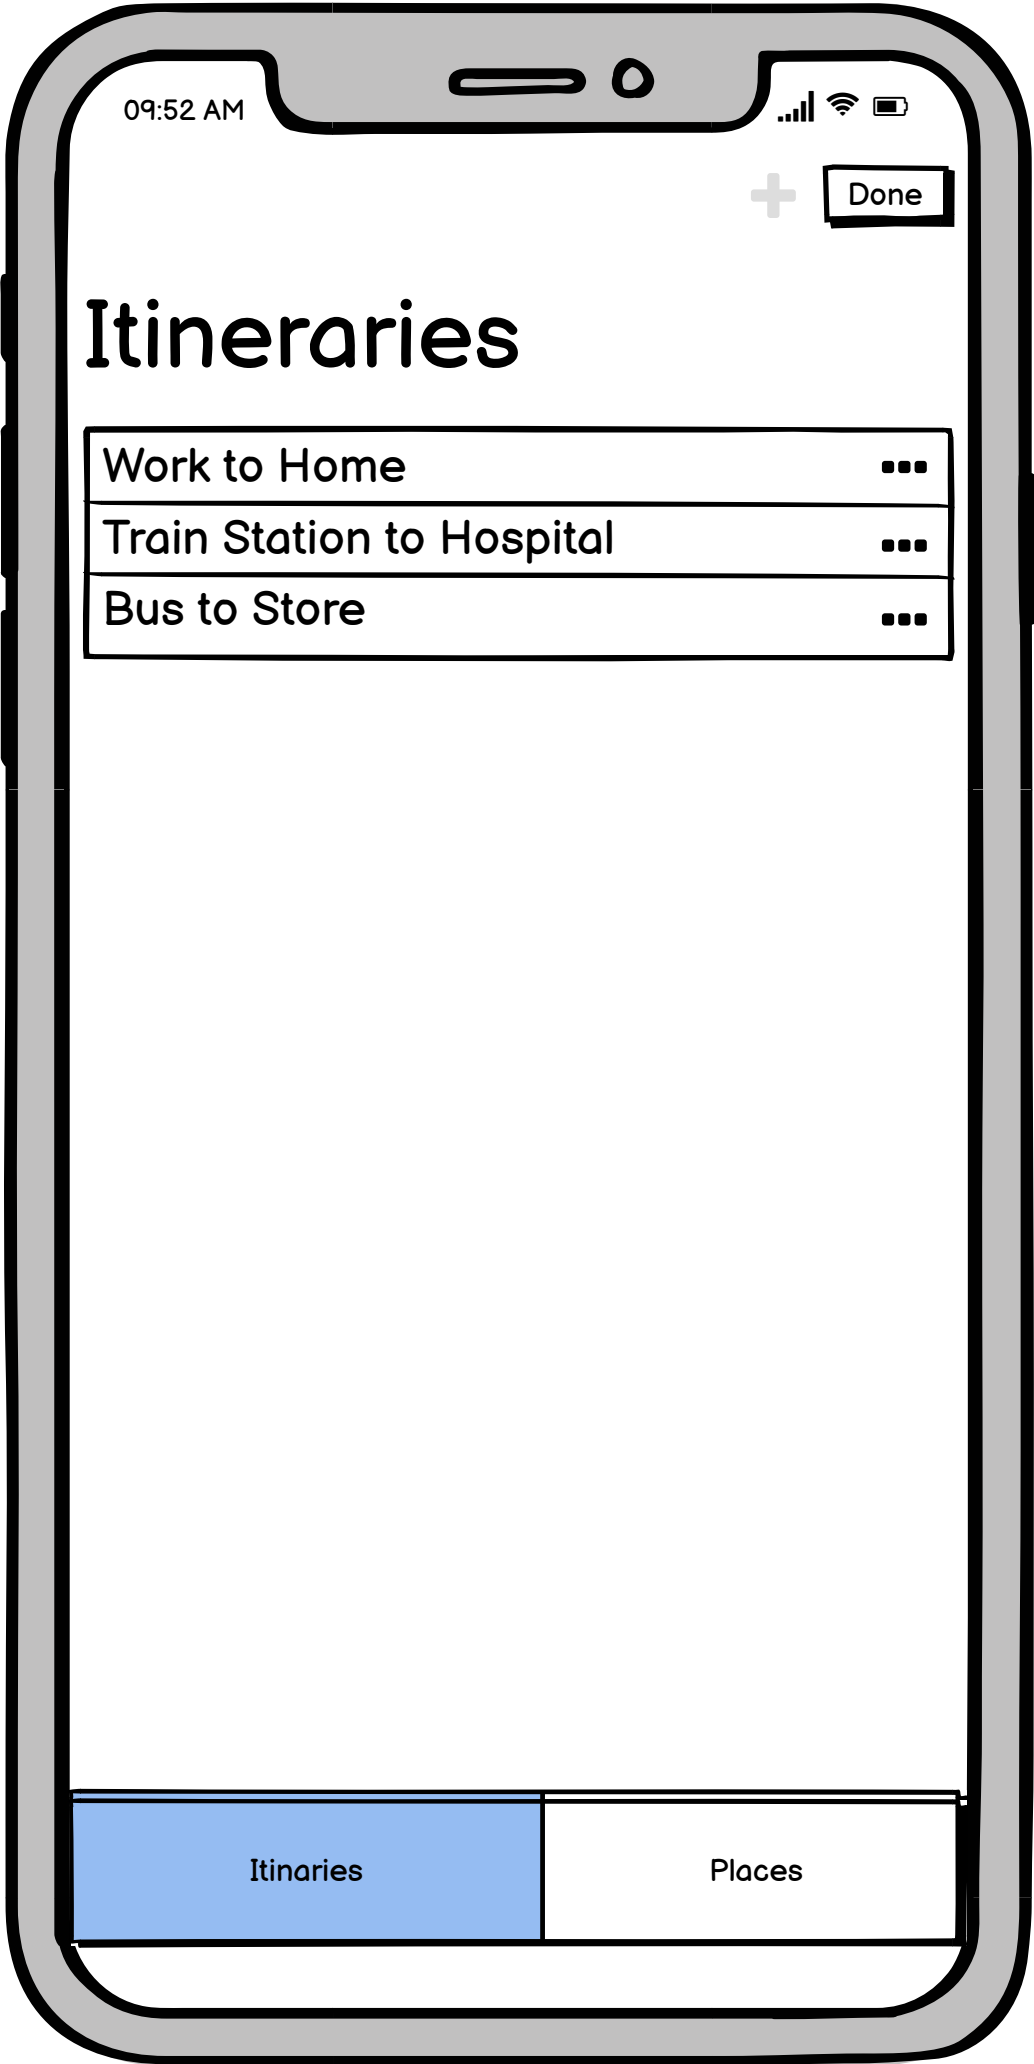 09:52 AM
Done
Itineraries
Work to Home
Train Station to Hospital
Bus to Store
Itinaries
Places